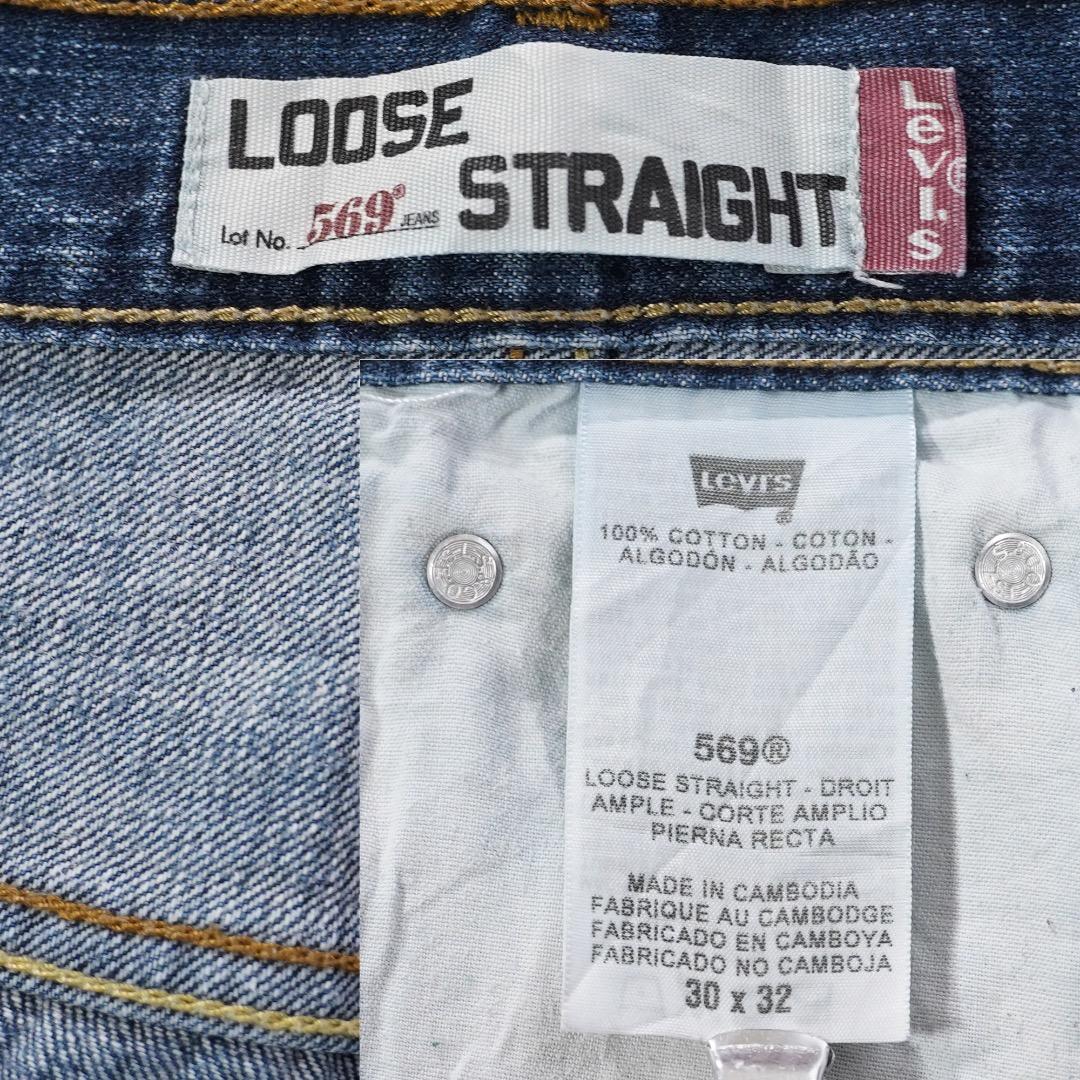 LOOSE
STRAIGHT
Lot No. 569® JEANS
Levi's®
Levi's®
100% COTTON - COTON -
ALGODÓN - ALGODÃO
569®
LOOSE STRAIGHT - DROIT
AMPLE - CORTE AMPLIO
PIERNA RECTA
MADE IN CAMBODIA
FABRIQUE AU CAMBODGE
FABRICADO EN CAMBOYA
FABRICADO NO CAMBOJA
30 x 32